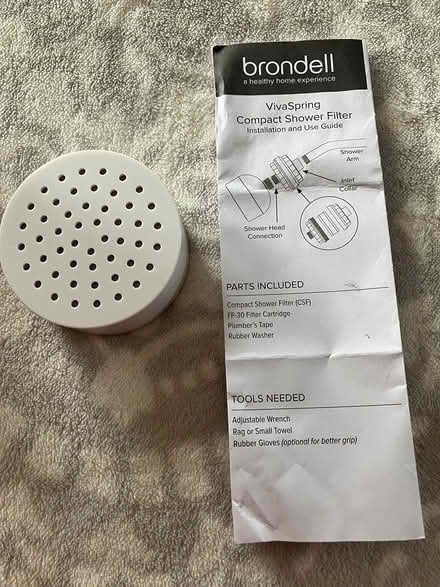 brondell
a healthy home experience
VivaSpring
Compact Shower Filter
Installation and Use Guide
Shower
Arm
Inlet
Collar
Shower Head
Connection
PARTS INCLUDED
Compact Shower Filter (CSF)
FF-30 Filter Cartridge
Plumber's Tape
Rubber Washer
TOOLS NEEDED
Adjustable Wrench
Rag or Small Towel
Rubber Gloves (optional for better grip)